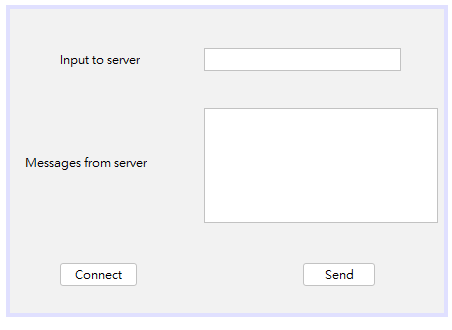 Input to server
Messages from server
Connect
Send